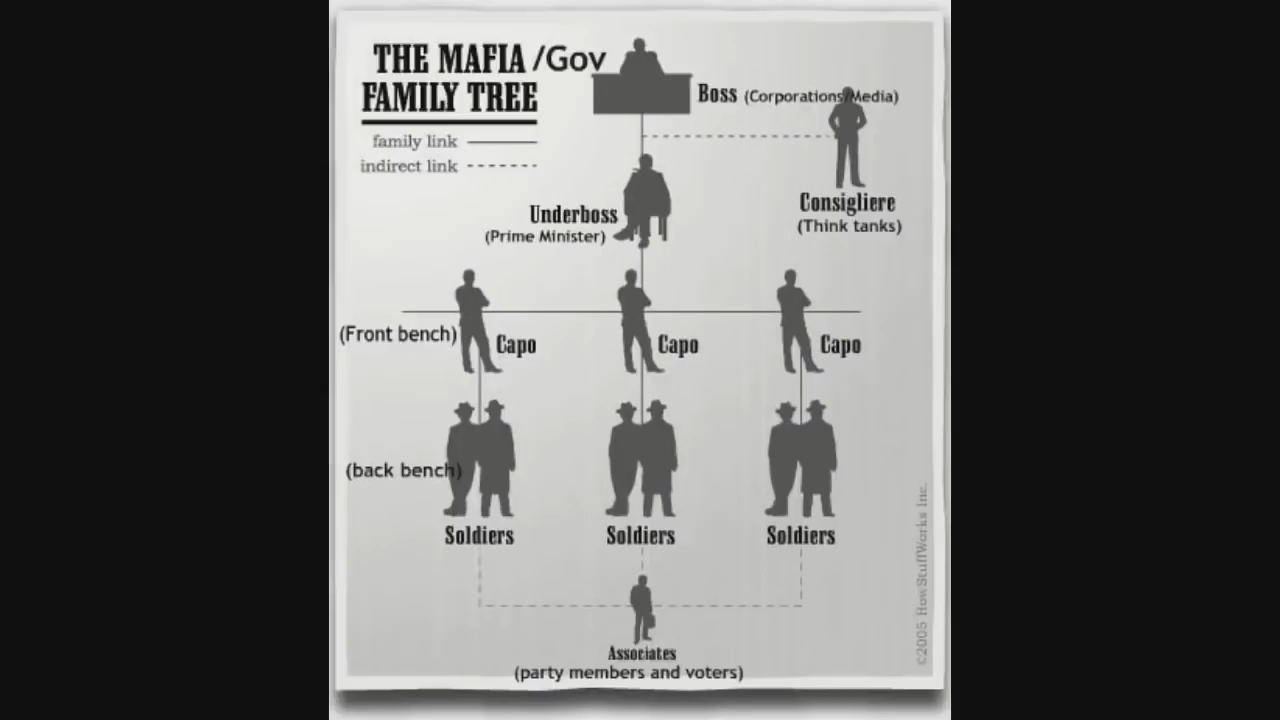 THE MAFIA /Gov
FAMILY TREE
family link
indirect link
Boss (Corporations/Media)
Consigliere
(Think tanks)
Underboss
(Prime Minister)
(Front bench)
Capo
Capo
Capo
(back bench)
Soldiers
Soldiers
Soldiers
Associates
(party members and voters)
©2005 HowStuffWorks inc.